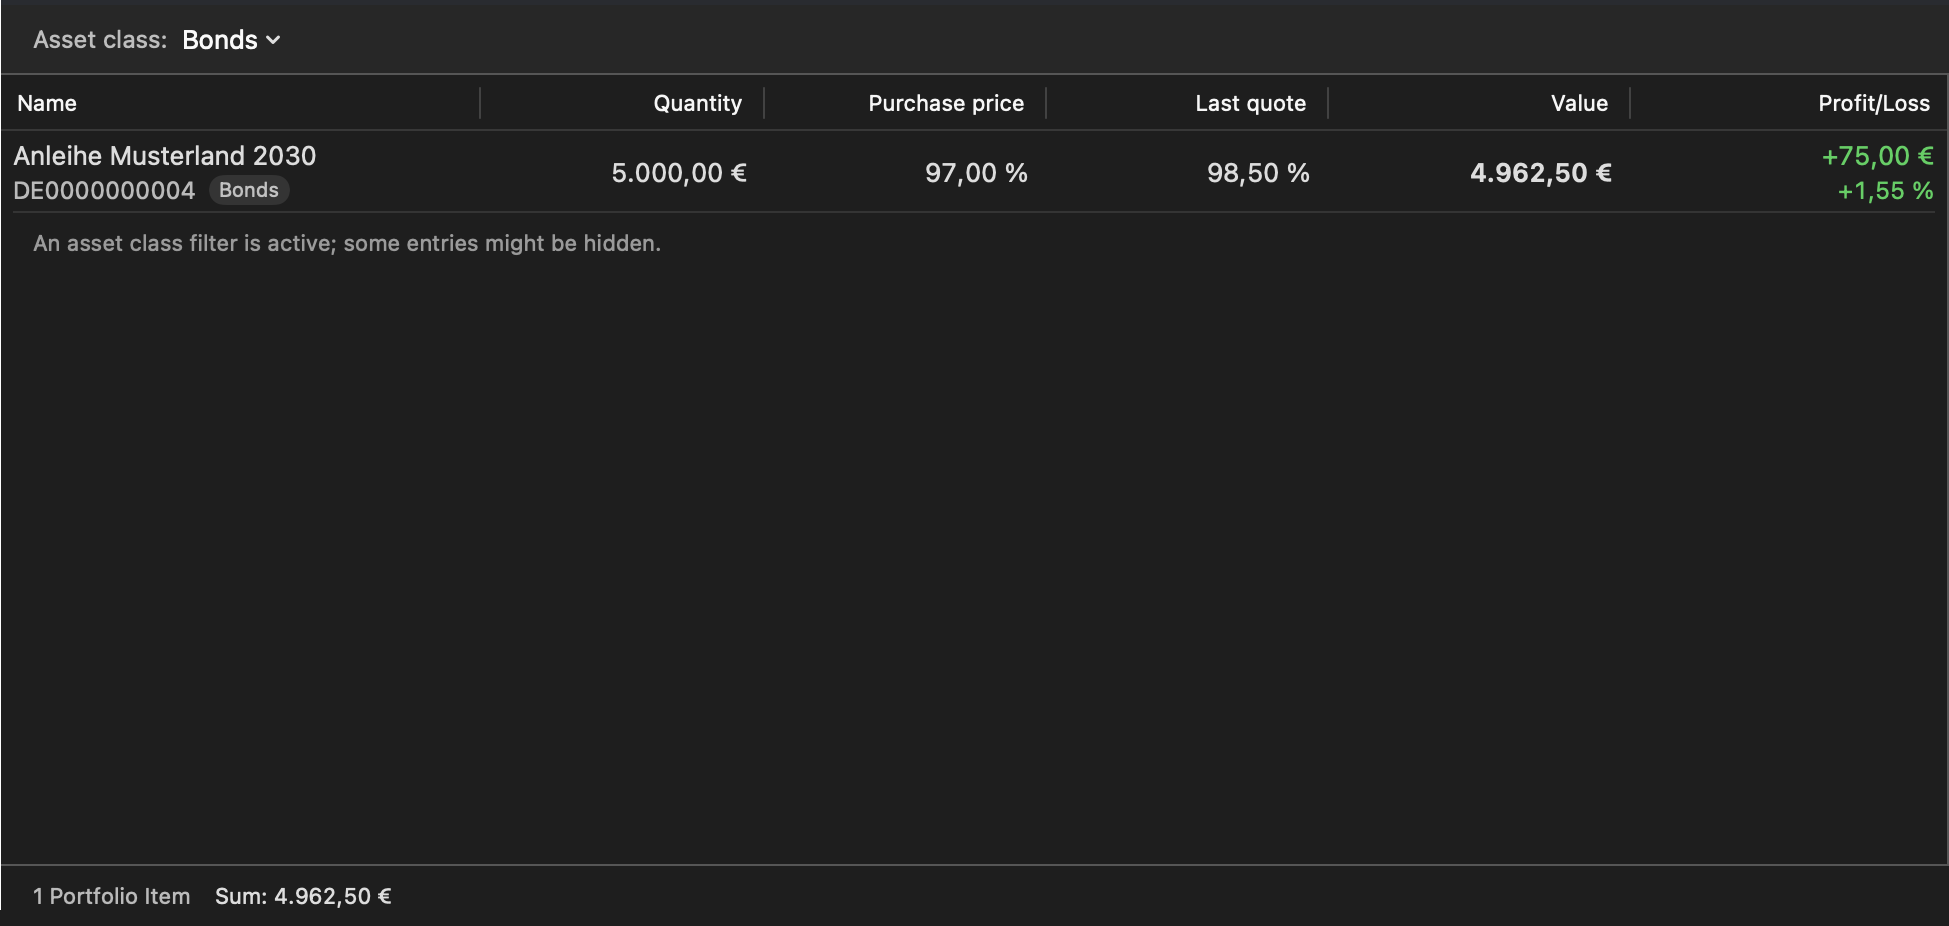 Asset class: Bonds
Name Quantity Purchase price Last quote Value Profit/Loss
Anleihe Musterland 2030 5.000,00 € 97,00 % 98,50 % 4.962,50 € +75,00 €
DE0000000004 Bonds +1,55 %
An asset class filter is active; some entries might be hidden.
1 Portfolio Item Sum: 4.962,50 €